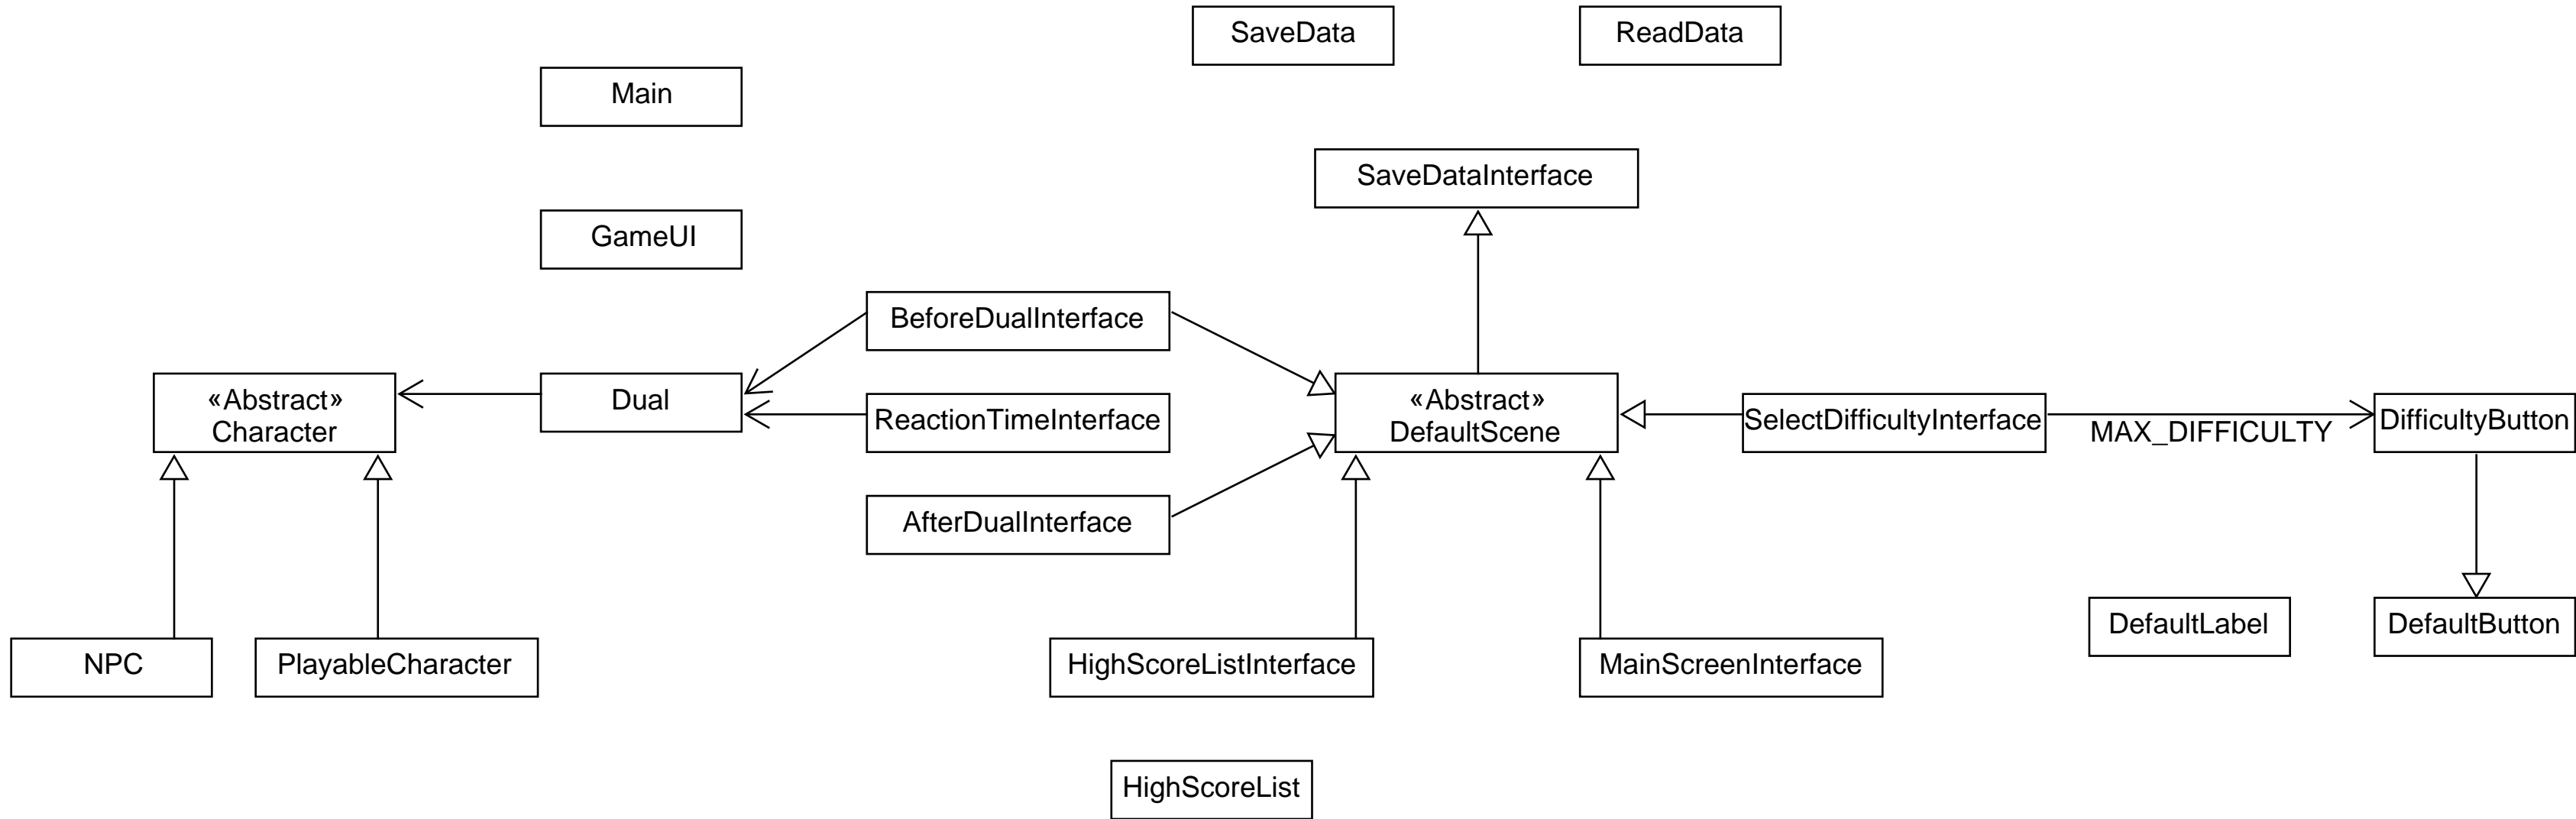 SaveData
ReadData
Main
SaveDataInterface
GameUI
BeforeDualInterface
«Abstract»
Character
Dual
ReactionTimeInterface
«Abstract»
DefaultScene
SelectDifficultyInterface
MAX_DIFFICULTY
DifficultyButton
AfterDualInterface
DefaultLabel
DefaultButton
NPC
PlayableCharacter
HighScoreListInterface
MainScreenInterface
HighScoreList